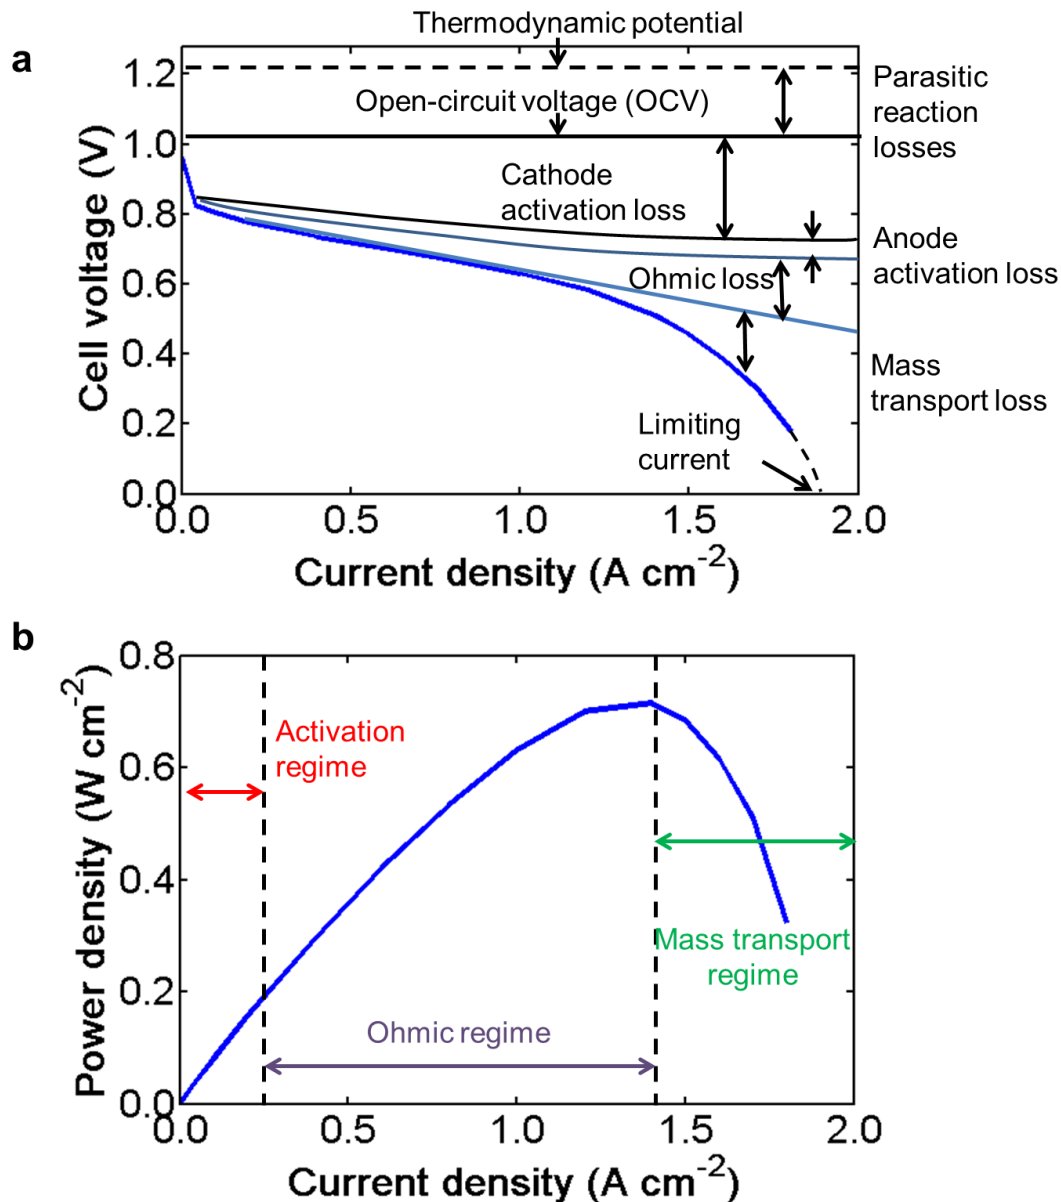 a
Thermodynamic potential
1.2
Open-circuit voltage (OCV)
Parasitic
reaction
losses
1.0
Cathode
activation loss
0.8
Anode
activation loss
Ohmic loss
0.6
0.4
Mass
transport loss
Limiting
current
0.2
0.0
Cell voltage (V)
0.0 0.5 1.0 1.5 2.0
Current density (A cm-2)
b
0.8
Activation
regime
0.6
0.4
Mass transport
regime
0.2
Ohmic regime
0.0
Power density (W cm-2)
0.0 0.5 1.0 1.5 2.0
Current density (A cm-2)